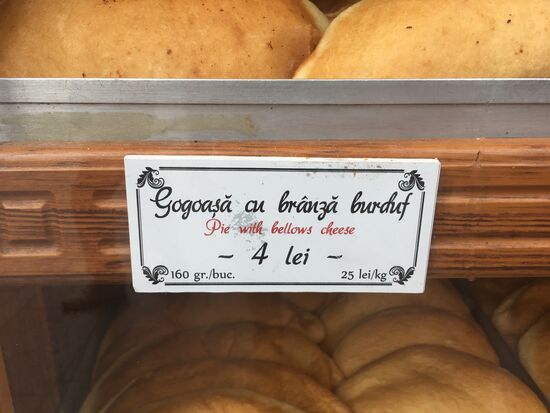 Gogoașă cu brânză burduf
Pie with bellows cheese
~ 4 lei ~
160 gr./buc. 25 lei/kg